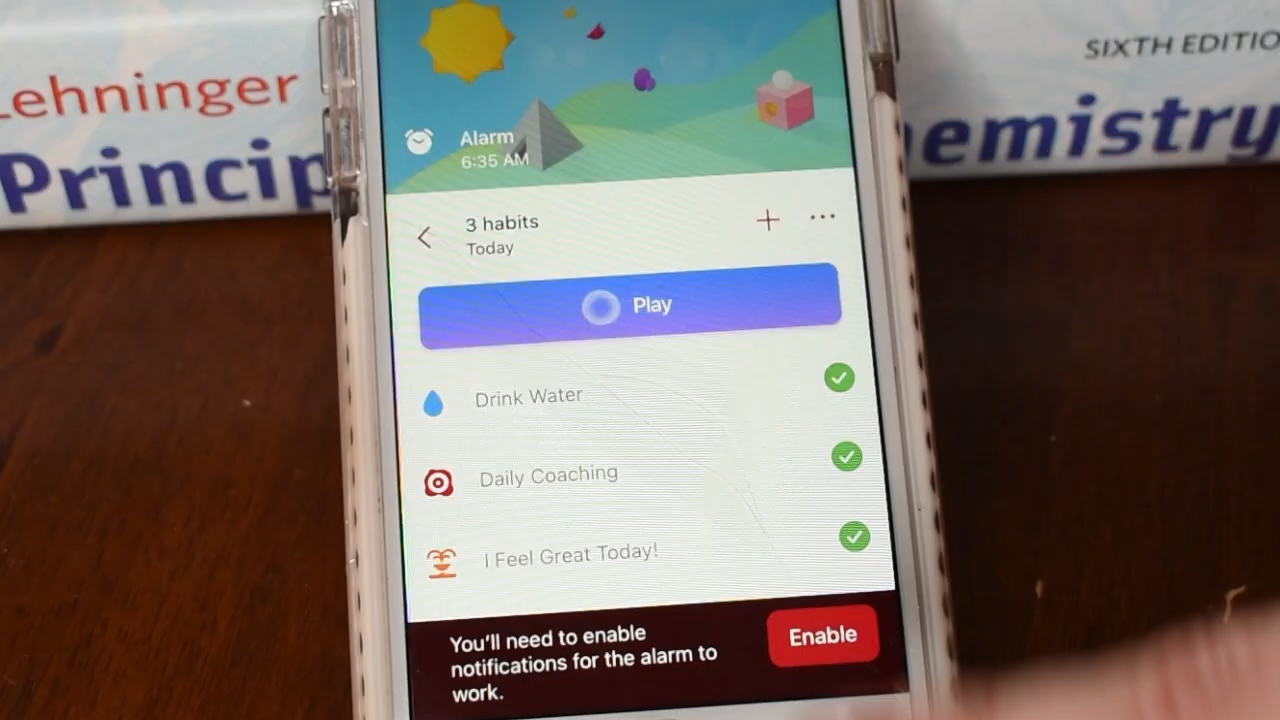 Lehninger
Princip
SIXTH EDITIO
emistry
Alarm
6:35 AM
3 habits
Today
Play
Drink Water
Daily Coaching
I Feel Great Today!
You'll need to enable
notifications for the alarm to
work.
Enable